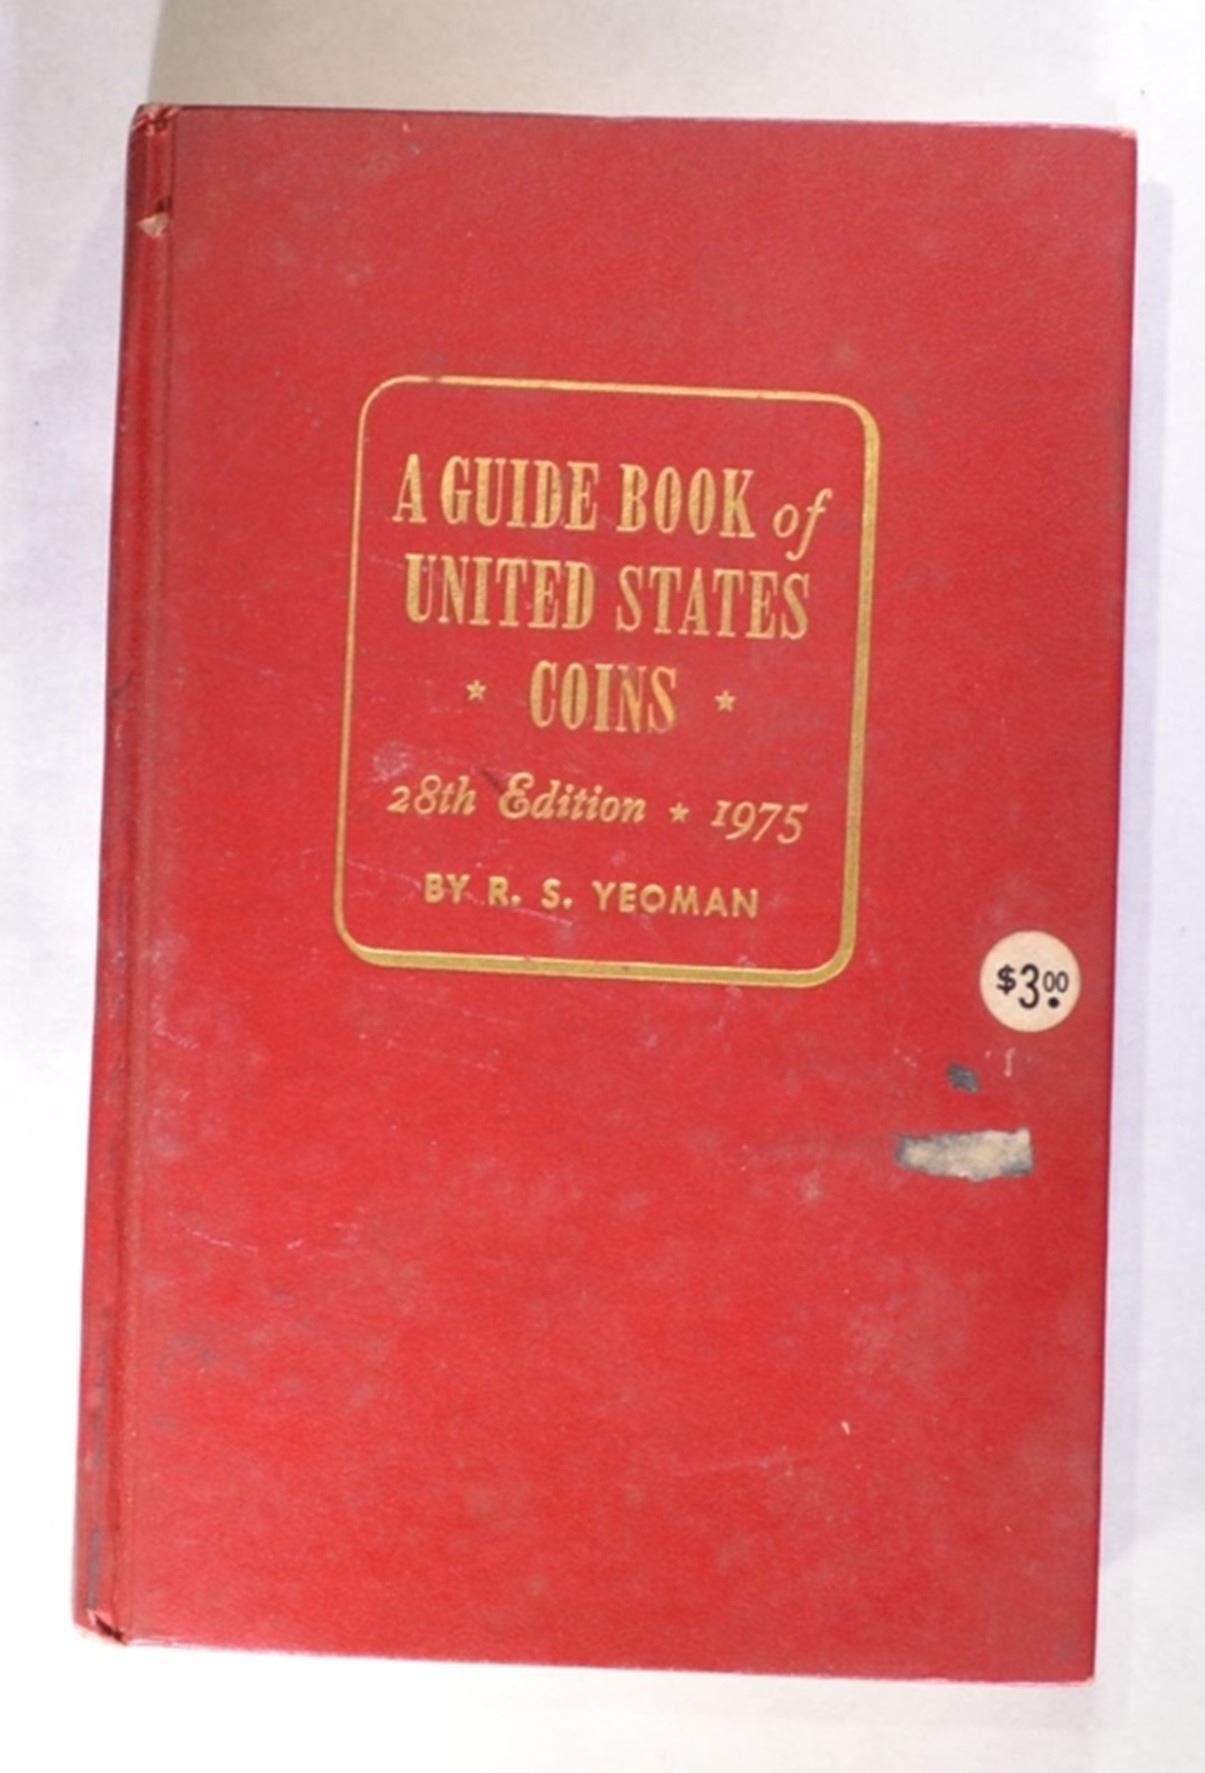 A GUIDE BOOK of
UNITED STATES
★ COINS ★
28th Edition ★ 1975
BY R. S. YEOMAN
$3.00